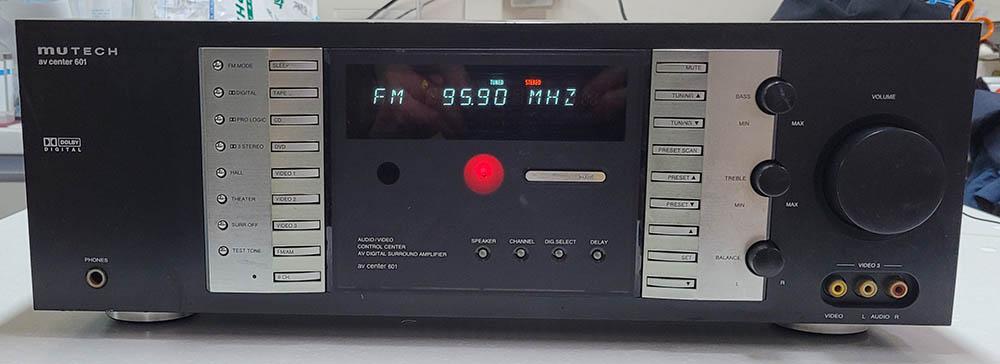 muTECH
av center 601
DOLBY
DIGITAL
PHONES
FM MODE
DIGITAL
PRO LOGIC
3 STEREO
HALL
THEATER
SURR.OFF
TEST TONE
SLEEP
TAPE
CD
DVD
VIDEO 1
VIDEO 2
VIDEO 3
FM/AM
6 CH.
TUNED
STEREO
FM 95.90 MHZ
AUDIO/VIDEO
CONTROL CENTER
AV DIGITAL SURROUND AMPLIFIER
av center 601
SPEAKER
CHANNEL
DIG.SELECT
DELAY
MUTE
TUNING ▲
TUNING ▼
PRESET SCAN
PRESET ▲
PRESET ▼
▲
SET
▼
BASS
MIN
MAX
TREBLE
MIN
MAX
BALANCE
L
R
VOLUME
VIDEO 3
VIDEO
L AUDIO R